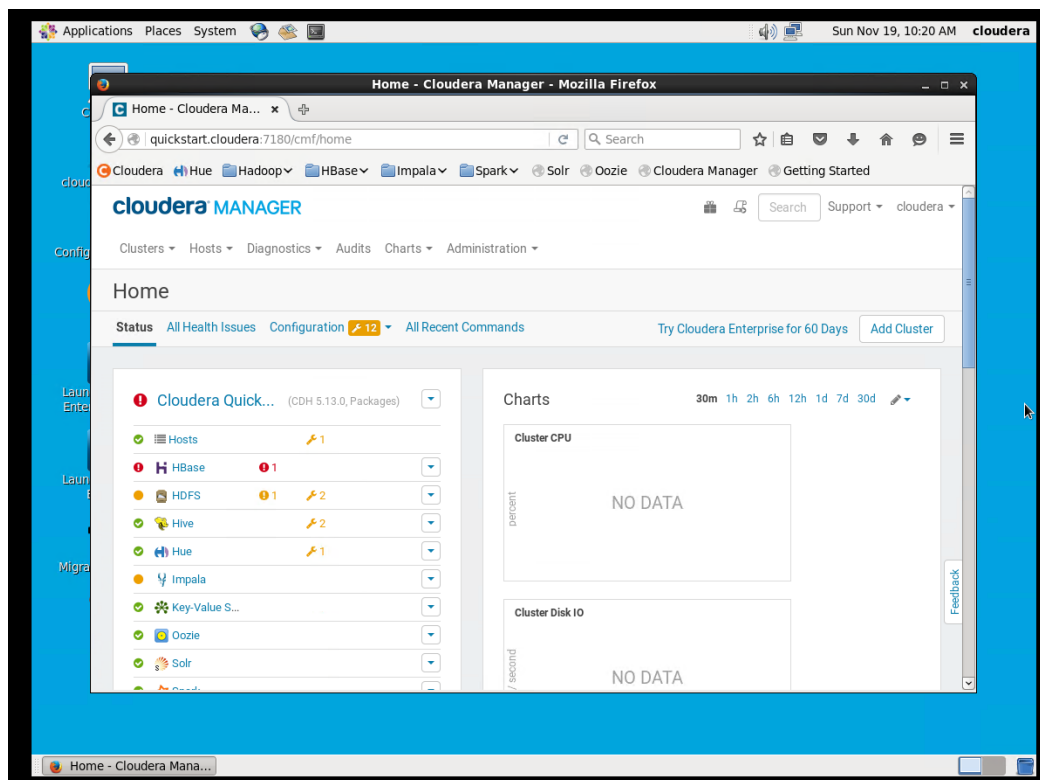 Applications Places System Sun Nov 19, 10:20 AM cloudera
Home - Cloudera Manager - Mozilla Firefox
Home - Cloudera Ma...
quickstart.cloudera:7180/cmf/home Search
Cloudera Hue Hadoop HBase Impala Spark Solr Oozie Cloudera Manager Getting Started
cloudera MANAGER Search Support cloudera
Clusters Hosts Diagnostics Audits Charts Administration
Home
Status All Health Issues Configuration 12 All Recent Commands Try Cloudera Enterprise for 60 Days Add Cluster
Cloudera Quick... (CDH 5.13.0, Packages)
Hosts 1
HBase 1
HDFS 1 2
Hive 2
Hue 1
Impala
Key-Value S...
Oozie
Solr
Charts 30m 1h 2h 6h 12h 1d 7d 30d
Cluster CPU
percent
NO DATA
Cluster Disk IO
/ second
NO DATA
Feedback
cloud
Config
Laun
Enter
Laun
Migra
Home - Cloudera Mana...